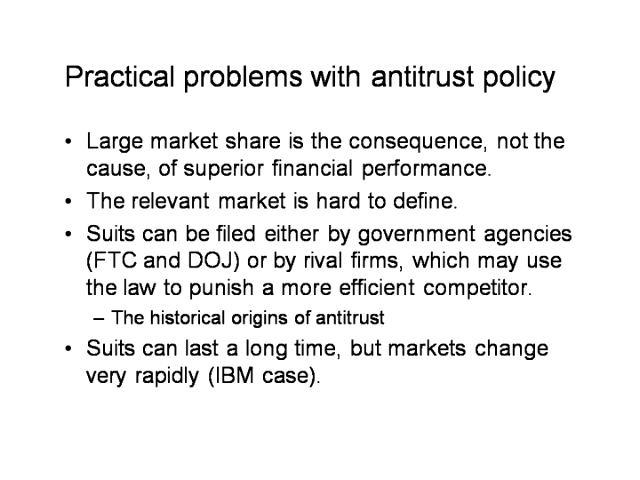 Practical problems with antitrust policy
• Large market share is the consequence, not the
cause, of superior financial performance.
• The relevant market is hard to define.
• Suits can be filed either by government agencies
(FTC and DOJ) or by rival firms, which may use
the law to punish a more efficient competitor.
– The historical origins of antitrust
• Suits can last a long time, but markets change
very rapidly (IBM case).